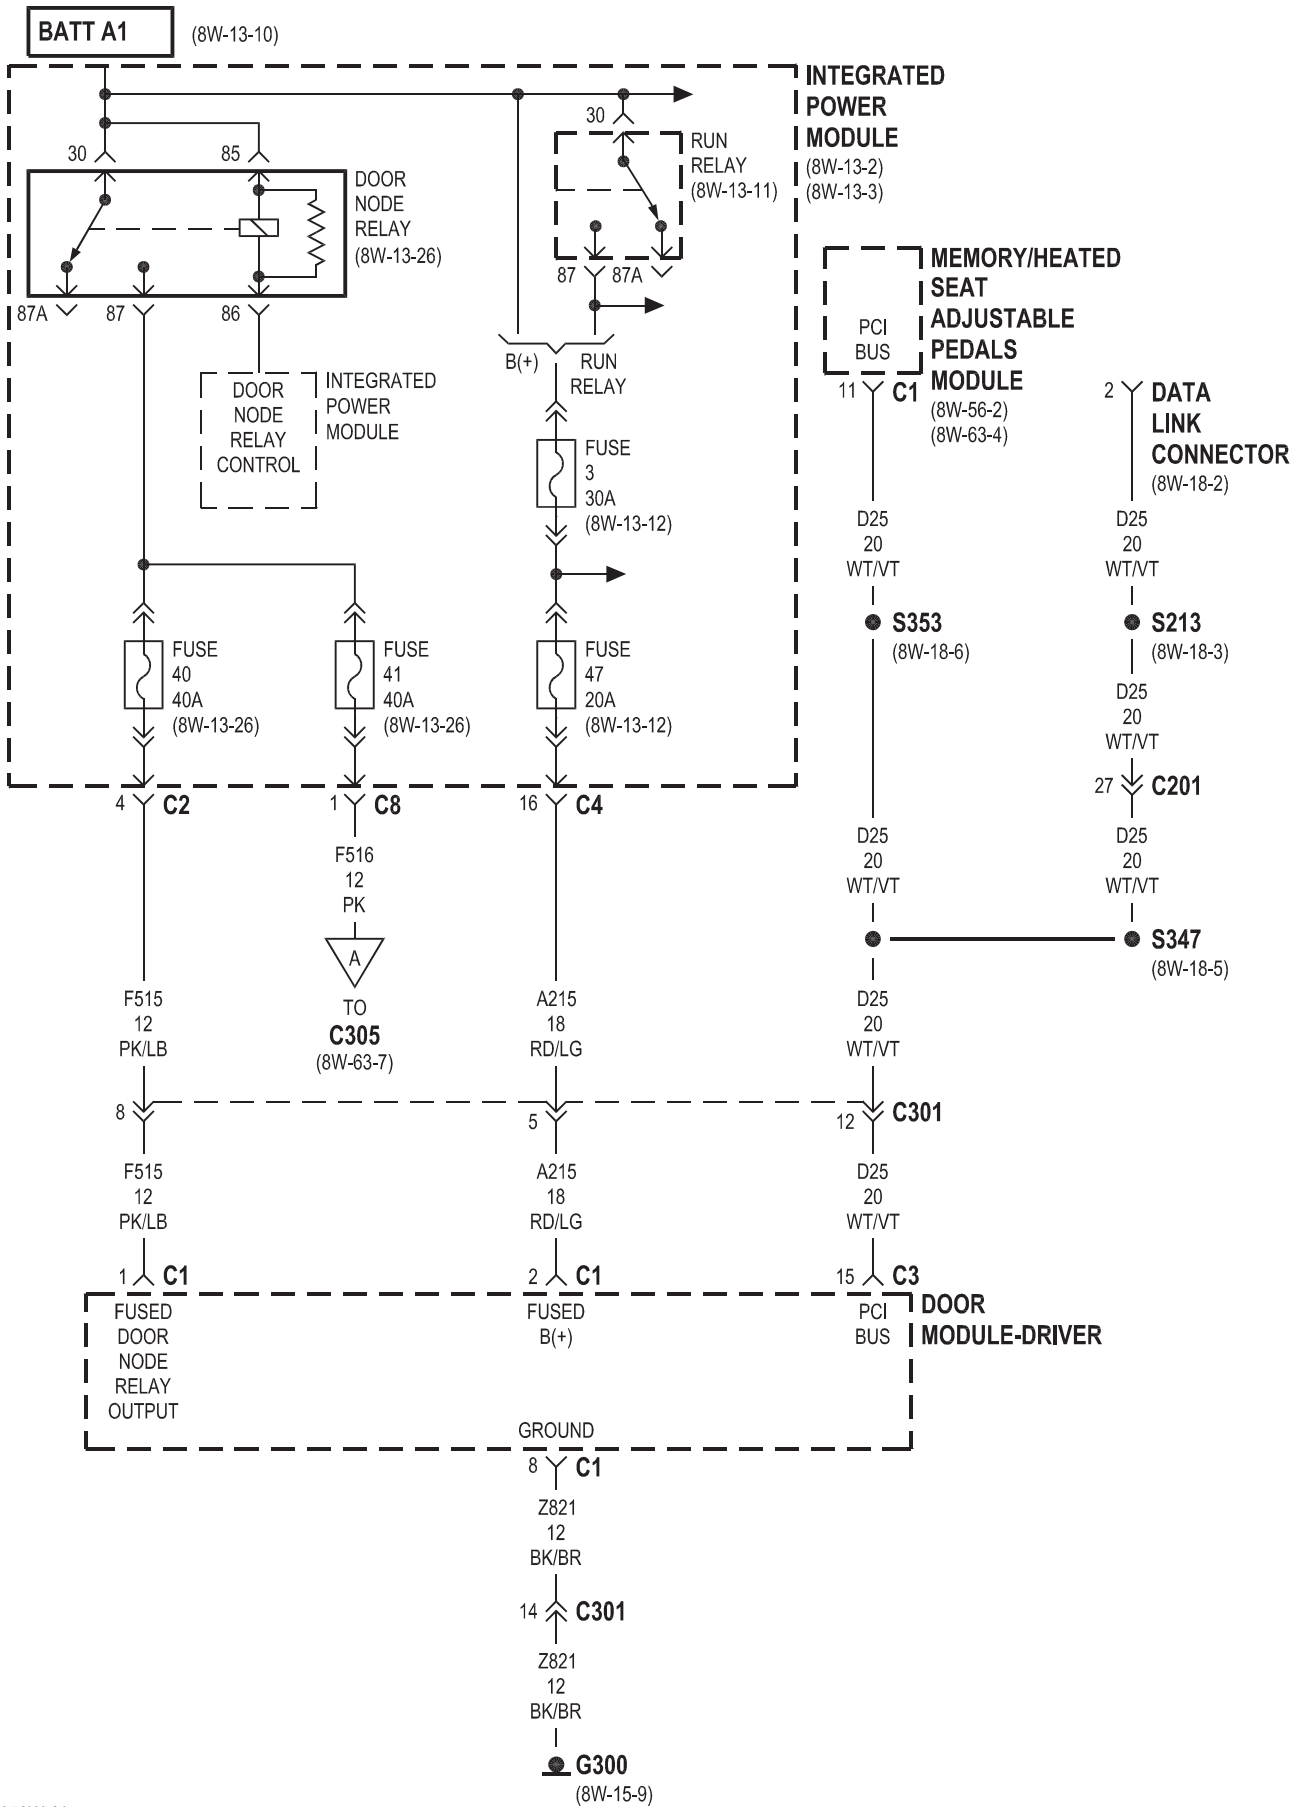 BATT A1 (8W-13-10)
INTEGRATED
POWER
MODULE
(8W-13-2)
(8W-13-3)
30
85
DOOR
NODE
RELAY
(8W-13-26)
87A
87
86
DOOR
NODE
RELAY
CONTROL
INTEGRATED
POWER
MODULE
30
RUN
RELAY
(8W-13-11)
87
87A
B(+)
RUN
RELAY
FUSE
3
30A
(8W-13-12)
FUSE
40
40A
(8W-13-26)
FUSE
41
40A
(8W-13-26)
FUSE
47
20A
(8W-13-12)
MEMORY/HEATED
SEAT
ADJUSTABLE
PEDALS
MODULE
(8W-56-2)
(8W-63-4)
PCI
BUS
11 C1
2 DATA
LINK
CONNECTOR
(8W-18-2)
D25
20
WT/VT
D25
20
WT/VT
S353
(8W-18-6)
S213
(8W-18-3)
D25
20
WT/VT
27 C201
4 C2
1 C8
16 C4
F516
12
PK
A
TO
C305
(8W-63-7)
D25
20
WT/VT
D25
20
WT/VT
S347
(8W-18-5)
F515
12
PK/LB
A215
18
RD/LG
D25
20
WT/VT
8
5
12 C301
F515
12
PK/LB
A215
18
RD/LG
D25
20
WT/VT
1 C1
2 C1
15 C3
FUSED
DOOR
NODE
RELAY
OUTPUT
FUSED
B(+)
PCI
BUS
DOOR
MODULE-DRIVER
GROUND
8 C1
Z821
12
BK/BR
14 C301
Z821
12
BK/BR
G300
(8W-15-9)